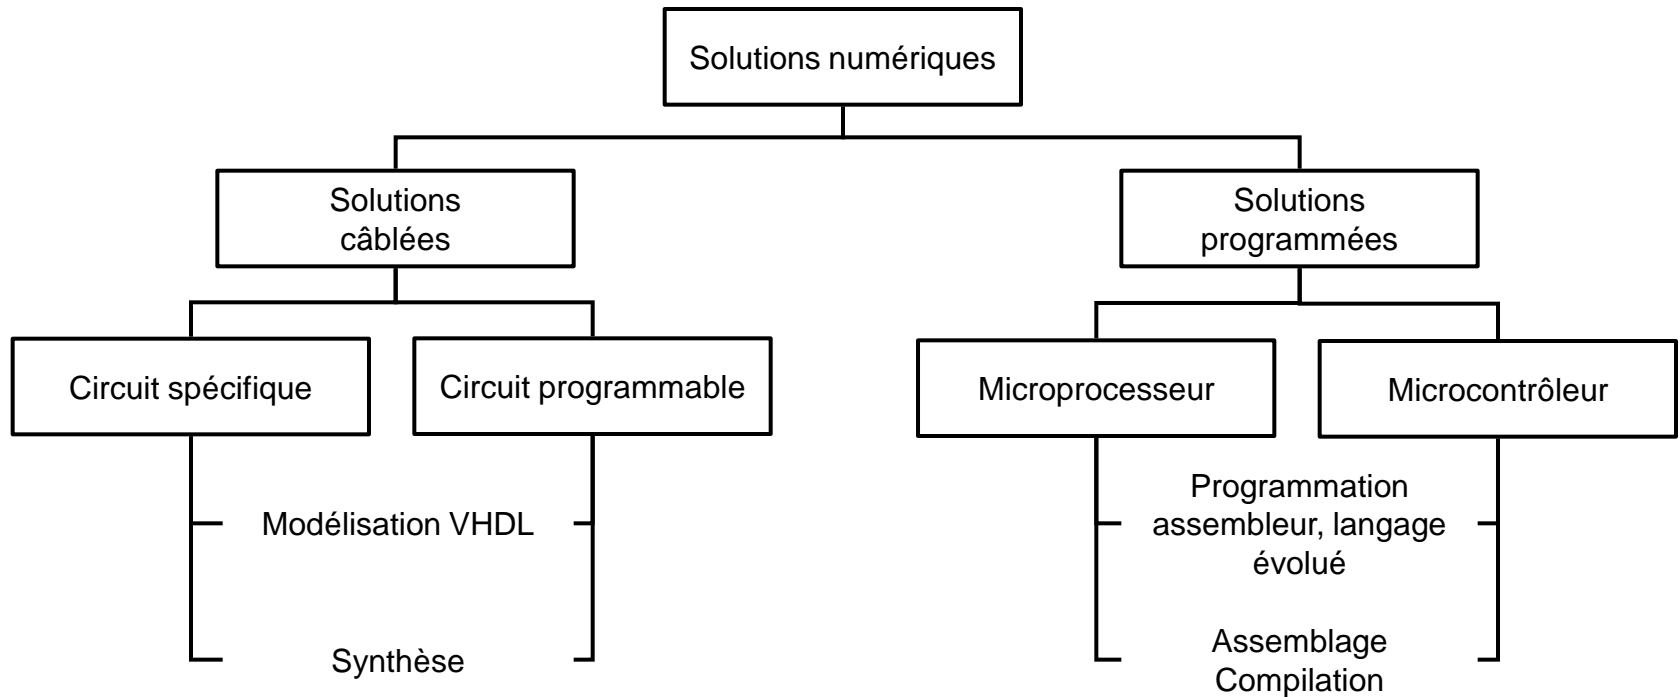 Solutions numériques
Solutions
câblées
Solutions
programmées
Circuit spécifique
Circuit programmable
Microprocesseur
Microcontrôleur
Modélisation VHDL
Programmation
assembleur, langage
évolué
Synthèse
Assemblage
Compilation